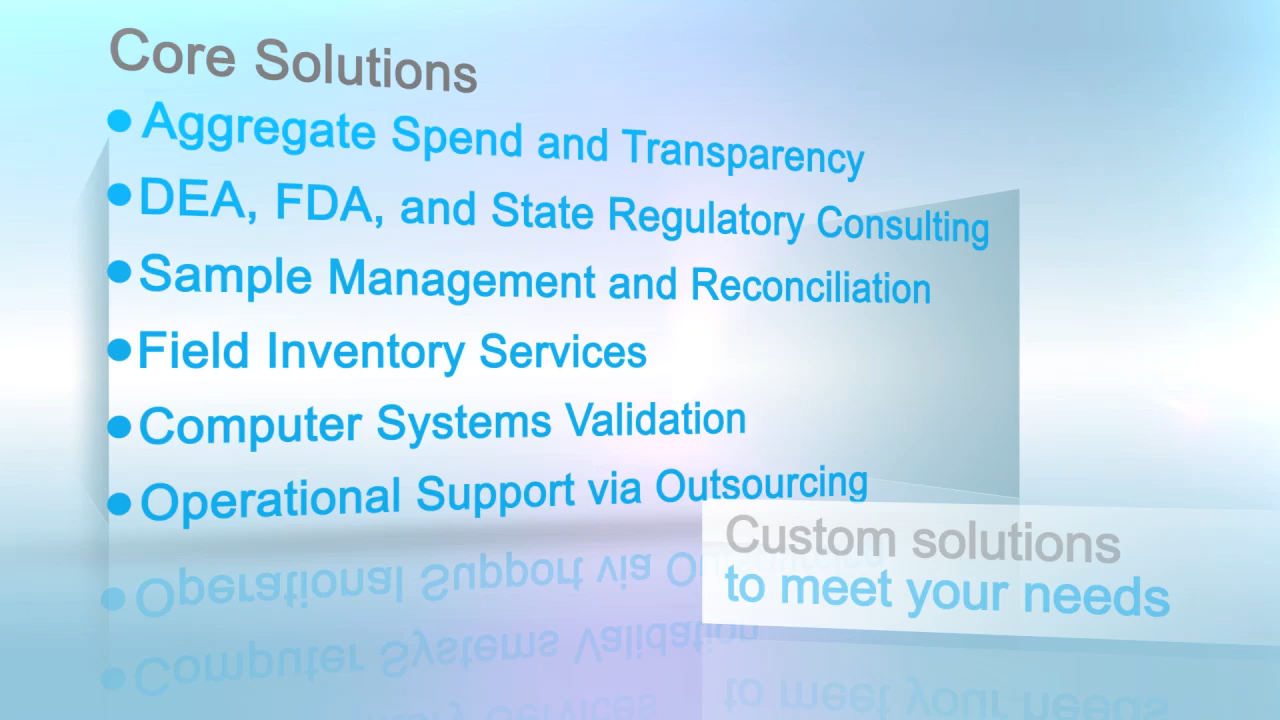 Core Solutions
• Aggregate Spend and Transparency
• DEA, FDA, and State Regulatory Consulting
• Sample Management and Reconciliation
• Field Inventory Services
• Computer Systems Validation
• Operational Support via Outsourcing
Custom solutions
to meet your needs